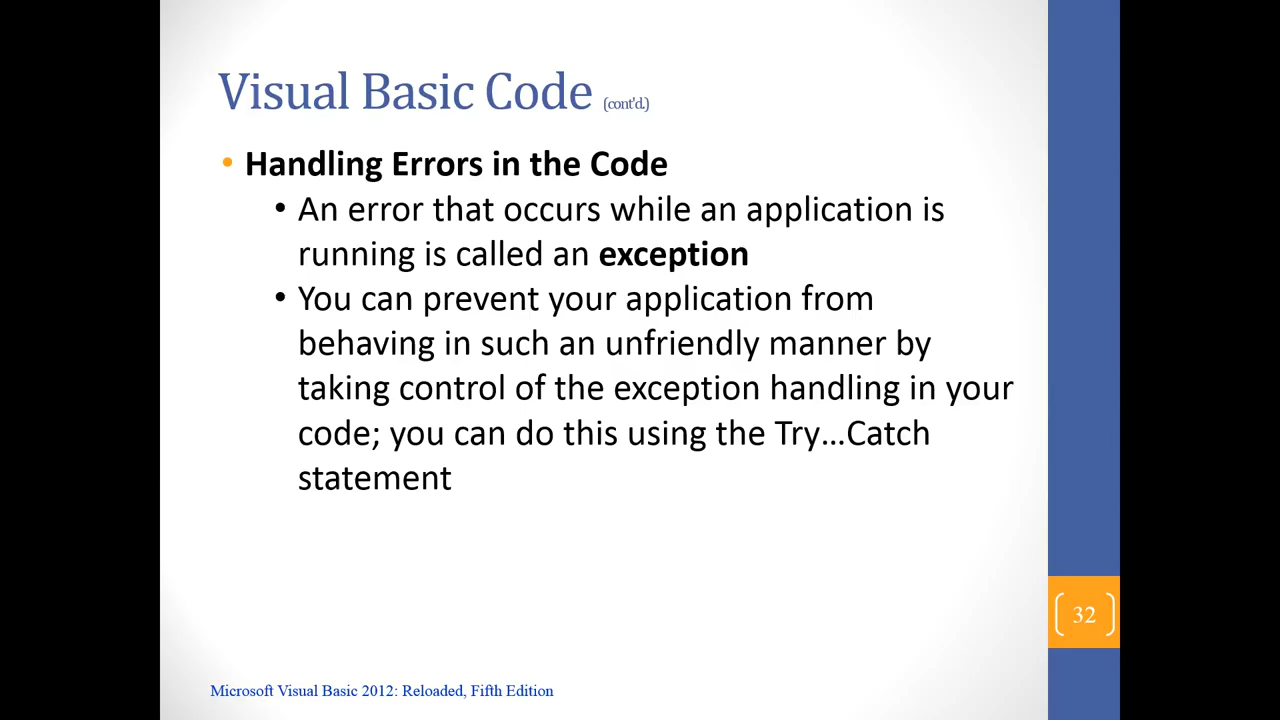 Visual Basic Code (cont'd.)
• Handling Errors in the Code
• An error that occurs while an application is
running is called an exception
• You can prevent your application from
behaving in such an unfriendly manner by
taking control of the exception handling in your
code; you can do this using the Try…Catch
statement
32
Microsoft Visual Basic 2012: Reloaded, Fifth Edition